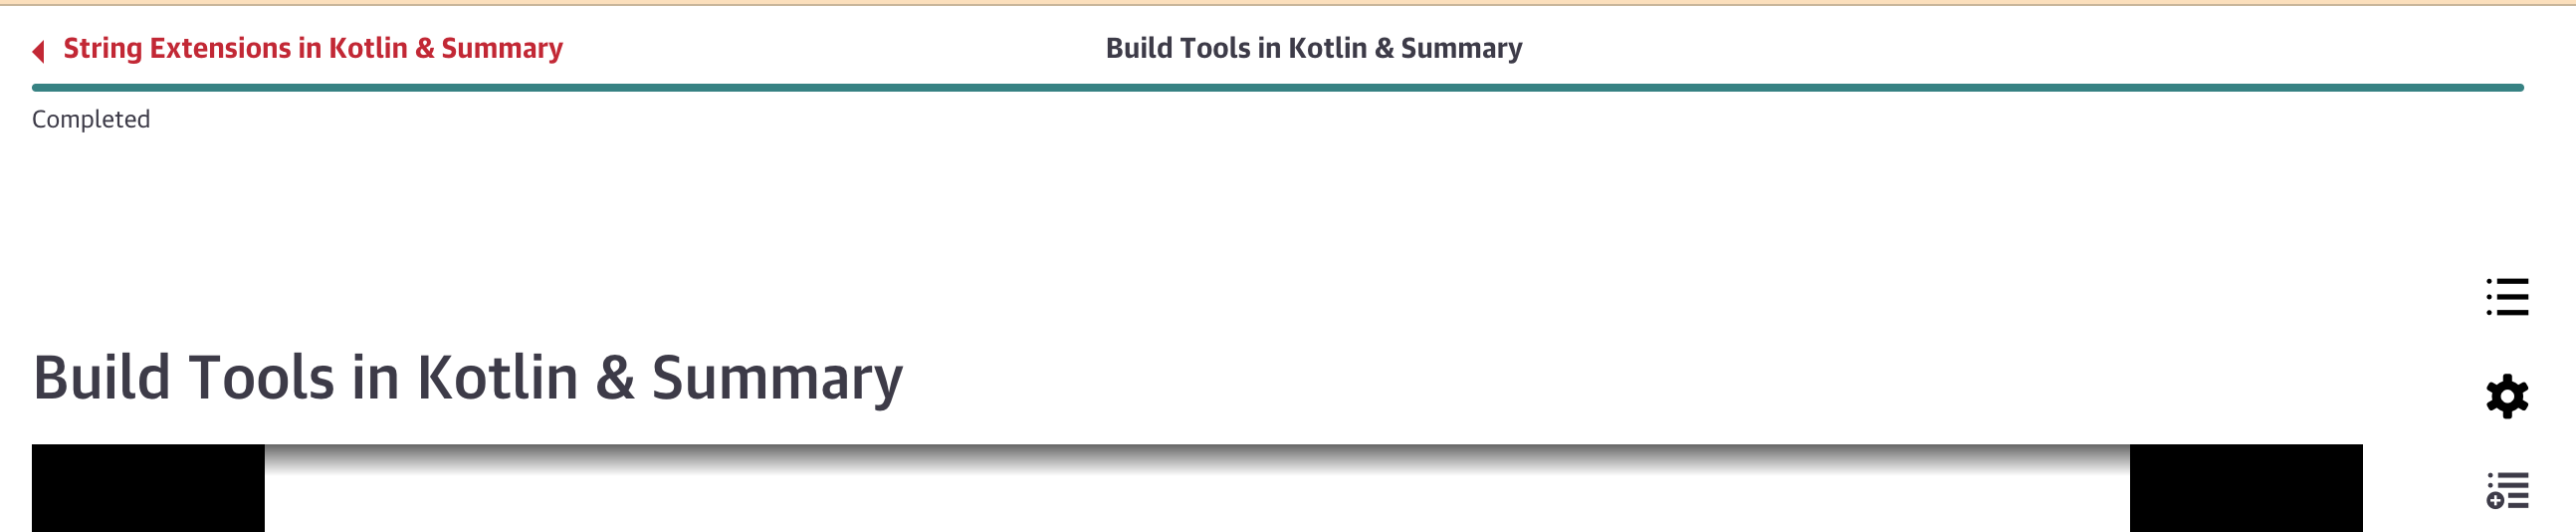 String Extensions in Kotlin & Summary
Build Tools in Kotlin & Summary
Completed
Build Tools in Kotlin & Summary